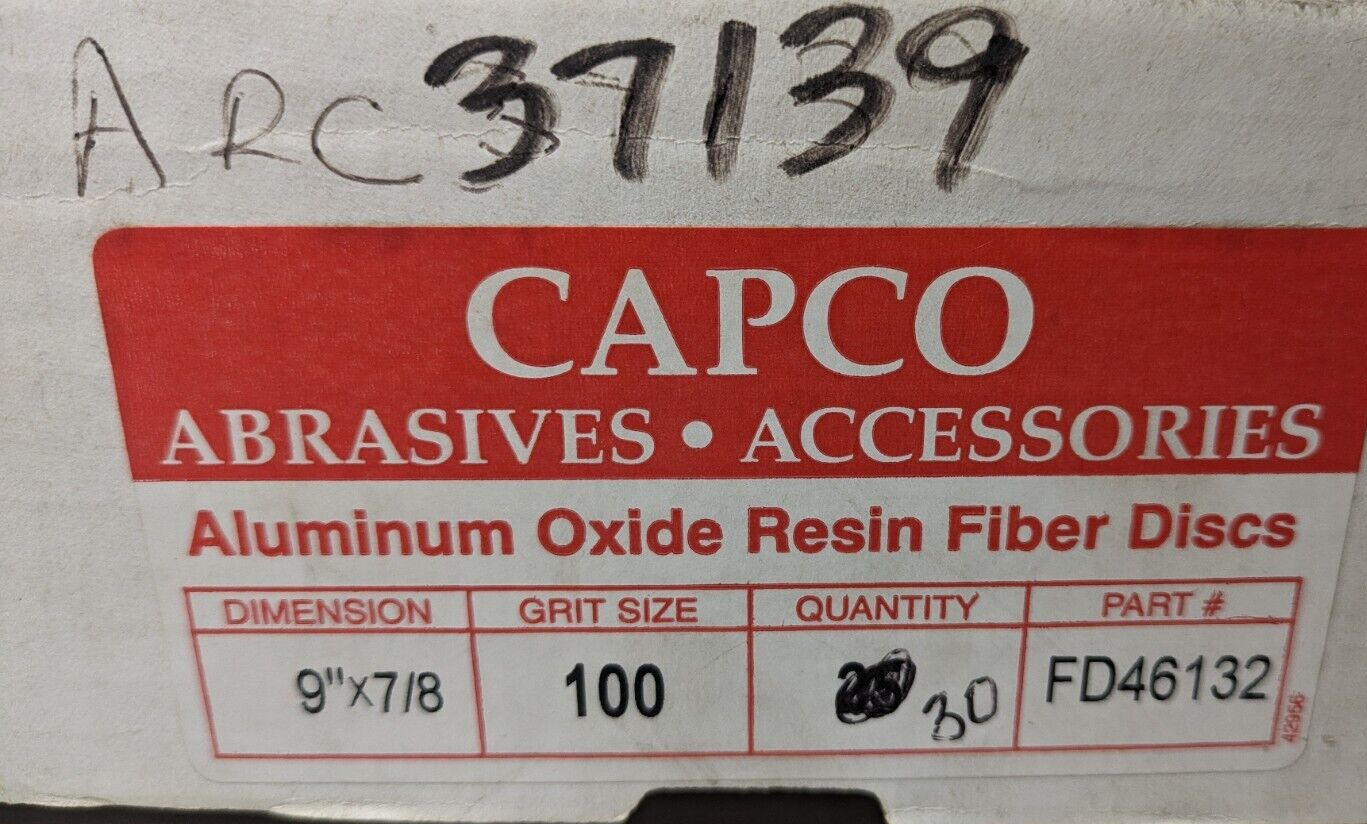 ARC 37139
CAPCO
ABRASIVES • ACCESSORIES
Aluminum Oxide Resin Fiber Discs
DIMENSION GRIT SIZE QUANTITY PART #
9"x7/8 100 30 FD46132
42956